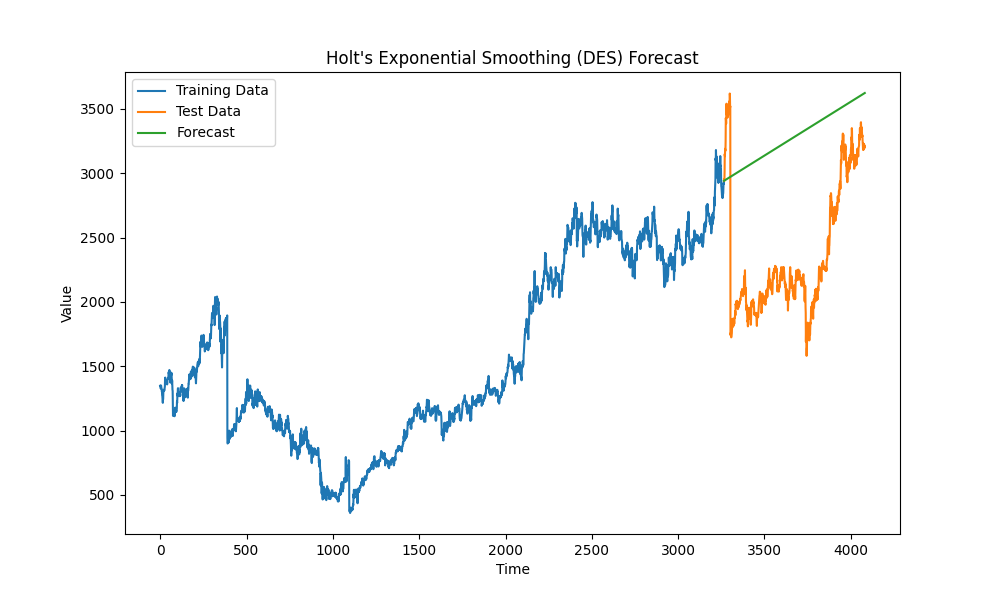 Holt's Exponential Smoothing (DES) Forecast
Training Data
Test Data
Forecast
Value
3500
3000
2500
2000
1500
1000
500
0 500 1000 1500 2000 2500 3000 3500 4000
Time